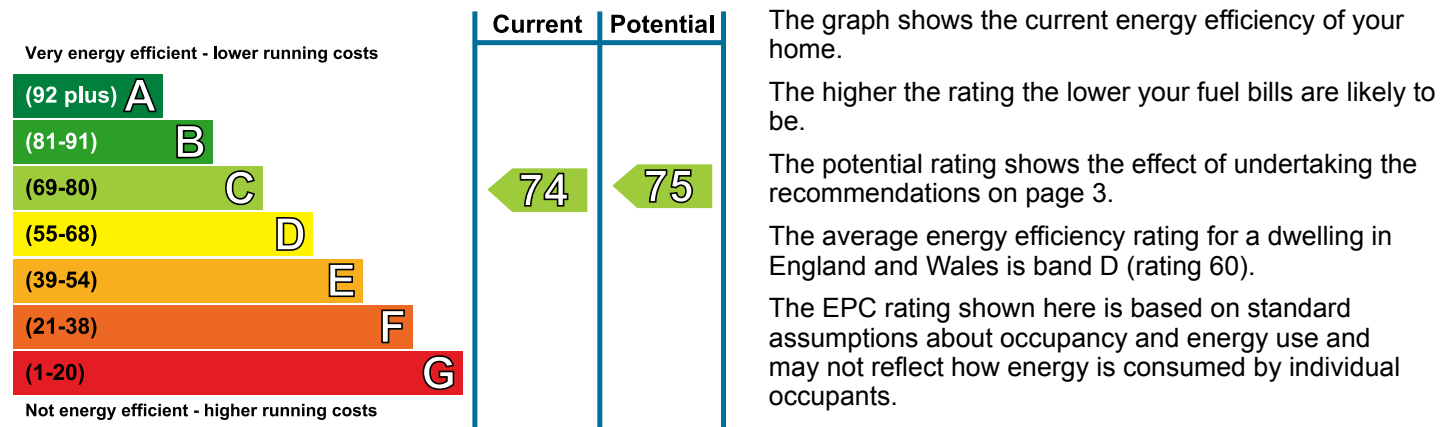 Current Potential
Very energy efficient - lower running costs
(92 plus) A
(81-91) B
(69-80) C
(55-68) D
(39-54) E
(21-38) F
(1-20) G
Not energy efficient - higher running costs
74 75
The graph shows the current energy efficiency of your
home.
The higher the rating the lower your fuel bills are likely to
be.
The potential rating shows the effect of undertaking the
recommendations on page 3.
The average energy efficiency rating for a dwelling in
England and Wales is band D (rating 60).
The EPC rating shown here is based on standard
assumptions about occupancy and energy use and
may not reflect how energy is consumed by individual
occupants.